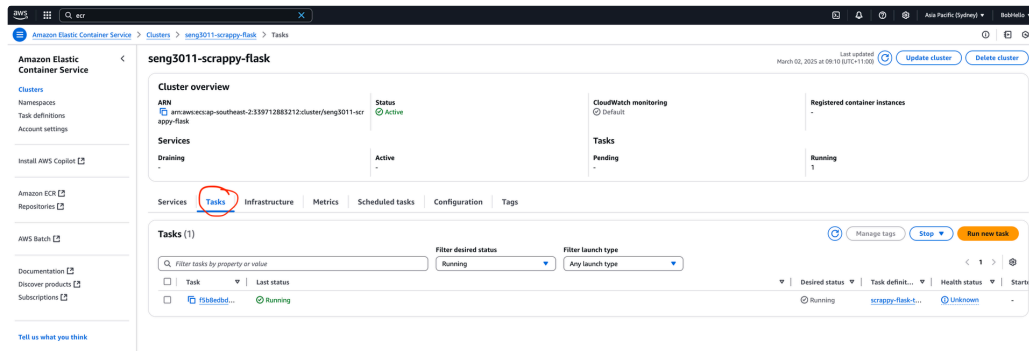 aws
ecr
Asia Pacific (Sydney)
BobHello
Amazon Elastic Container Service > Clusters > seng3011-scrappy-flask > Tasks
Amazon Elastic
Container Service
Clusters
Namespaces
Task definitions
Account settings
Install AWS Copilot
Amazon ECR
Repositories
AWS Batch
Documentation
Discover products
Subscriptions
Tell us what you think
seng3011-scrappy-flask
Last updated
March 02, 2025 at 09:10 (UTC+11:00)
Update cluster
Delete cluster
Cluster overview
ARN
arn:aws:ecs:ap-southeast-2:339712883212:cluster/seng3011-scr
appy-flask
Status
Active
CloudWatch monitoring
Default
Registered container instances
-
Services
Draining
-
Active
-
Tasks
Pending
-
Running
1
Services Tasks Infrastructure Metrics Scheduled tasks Configuration Tags
Tasks (1)
Manage tags
Stop
Run new task
Filter desired status
Filter launch type
Filter tasks by property or value
Running
Any launch type
< 1 >
Task Last status Desired status Task definit... Health status Starte
f5b8edbd... Running Running scrappy-flask-t... Unknown -